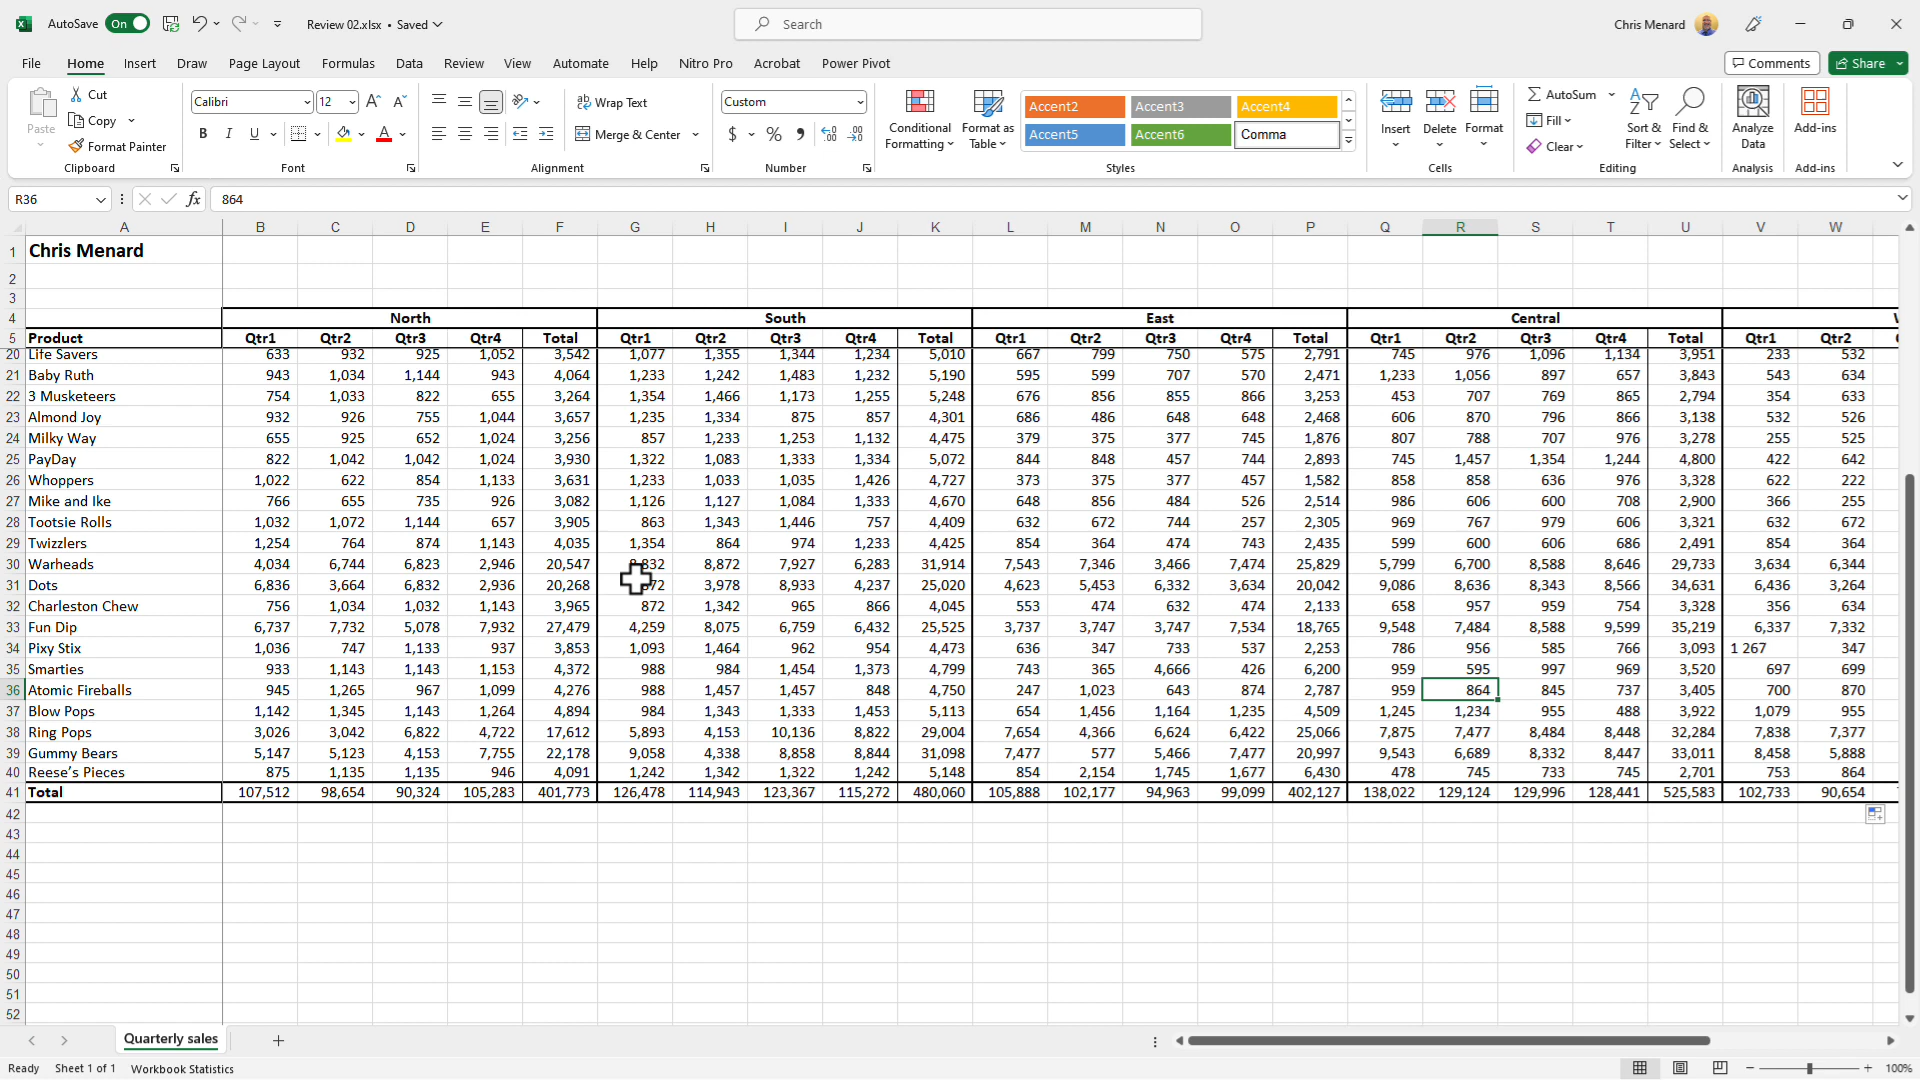 AutoSave On Review 02.xlsx • Saved Search Chris Menard
File Home Insert Draw Page Layout Formulas Data Review View Automate Help Nitro Pro Acrobat Power Pivot Comments Share
Paste Cut Copy Format Painter Clipboard
Calibri 12 B I U A Font
Wrap Text Merge & Center Alignment
Custom $ % Number
Conditional Formatting Format as Table Accent2 Accent3 Accent4 Accent5 Accent6 Comma Styles
Insert Delete Format Cells
AutoSum Fill Clear Sort & Filter Find & Select Editing
Analyze Data Analysis Add-ins Add-ins
R36 fx 864
A B C D E F G H I J K L M N O P Q R S T U V W
1 Chris Menard
2
3
4 North South East Central
5 Product Qtr1 Qtr2 Qtr3 Qtr4 Total Qtr1 Qtr2 Qtr3 Qtr4 Total Qtr1 Qtr2 Qtr3 Qtr4 Total Qtr1 Qtr2 Qtr3 Qtr4 Total Qtr1 Qtr2
20 Life Savers 633 932 925 1,052 3,542 1,077 1,355 1,344 1,234 5,010 667 799 750 575 2,791 745 976 1,096 1,134 3,951 233 532
21 Baby Ruth 943 1,034 1,144 943 4,064 1,233 1,242 1,483 1,232 5,190 595 599 707 570 2,471 1,233 1,056 897 657 3,843 543 634
22 3 Musketeers 754 1,033 822 655 3,264 1,354 1,466 1,173 1,255 5,248 676 856 855 866 3,253 453 707 769 865 2,794 354 633
23 Almond Joy 932 926 755 1,044 3,657 1,235 1,334 875 857 4,301 686 486 648 648 2,468 606 870 796 866 3,138 532 526
24 Milky Way 655 925 652 1,024 3,256 857 1,233 1,253 1,132 4,475 379 375 377 745 1,876 807 788 707 976 3,278 255 525
25 PayDay 822 1,042 1,042 1,024 3,930 1,322 1,083 1,333 1,334 5,072 844 848 457 744 2,893 745 1,457 1,354 1,244 4,800 422 642
26 Whoppers 1,022 622 854 1,133 3,631 1,233 1,033 1,035 1,426 4,727 373 375 377 457 1,582 858 858 636 976 3,328 622 222
27 Mike and Ike 766 655 735 926 3,082 1,126 1,127 1,084 1,333 4,670 648 856 484 526 2,514 986 606 600 708 2,900 366 255
28 Tootsie Rolls 1,032 1,072 1,144 657 3,905 863 1,343 1,446 757 4,409 632 672 744 257 2,305 969 767 979 606 3,321 632 672
29 Twizzlers 1,254 764 874 1,143 4,035 1,354 864 974 1,233 4,425 854 364 474 743 2,435 599 600 606 686 2,491 854 364
30 Warheads 4,034 6,744 6,823 2,946 20,547 8,872 7,927 6,283 31,914 7,543 7,346 3,466 7,474 25,829 5,799 6,700 8,588 8,646 29,733 3,634 6,344
31 Dots 6,836 3,664 6,832 2,936 20,268 3,978 8,933 4,237 25,020 4,623 5,453 6,332 3,634 20,042 9,086 8,636 8,343 8,566 34,631 6,436 3,264
32 Charleston Chew 756 1,034 1,032 1,143 3,965 872 1,342 965 866 4,045 553 474 632 474 2,133 658 957 959 754 3,328 356 634
33 Fun Dip 6,737 7,732 5,078 7,932 27,479 4,259 8,075 6,759 6,432 25,525 3,737 3,747 3,747 7,534 18,765 9,548 7,484 8,588 9,599 35,219 6,337 7,332
34 Pixy Stix 1,036 747 1,133 937 3,853 1,093 1,464 962 954 4,473 636 347 733 537 2,253 786 956 585 766 3,093 1 267 347
35 Smarties 933 1,143 1,143 1,153 4,372 988 984 1,454 1,373 4,799 743 365 4,666 426 6,200 959 595 997 969 3,520 697 699
36 Atomic Fireballs 945 1,265 967 1,099 4,276 988 1,457 1,457 848 4,750 247 1,023 643 874 2,787 959 864 845 737 3,405 700 870
37 Blow Pops 1,142 1,345 1,143 1,264 4,894 984 1,343 1,333 1,453 5,113 654 1,456 1,164 1,235 4,509 1,245 1,234 955 488 3,922 1,079 955
38 Ring Pops 3,026 3,042 6,822 4,722 17,612 5,893 4,153 10,136 8,822 29,004 7,654 4,366 6,624 6,422 25,066 7,875 7,477 8,484 8,448 32,284 7,838 7,377
39 Gummy Bears 5,147 5,123 4,153 7,755 22,178 9,058 4,338 8,858 8,844 31,098 7,477 577 5,466 7,477 20,997 9,543 6,689 8,332 8,447 33,011 8,458 5,888
40 Reese’s Pieces 875 1,135 1,135 946 4,091 1,242 1,342 1,322 1,242 5,148 854 2,154 1,745 1,677 6,430 478 745 733 745 2,701 753 864
41 Total 107,512 98,654 90,324 105,283 401,773 126,478 114,943 123,367 115,272 480,060 105,888 102,177 94,963 99,099 402,127 138,022 129,124 129,996 128,441 525,583 102,733 90,654
42
43
44
45
46
47
48
49
50
51
52
Quarterly sales
Ready Sheet 1 of 1 Workbook Statistics 100%